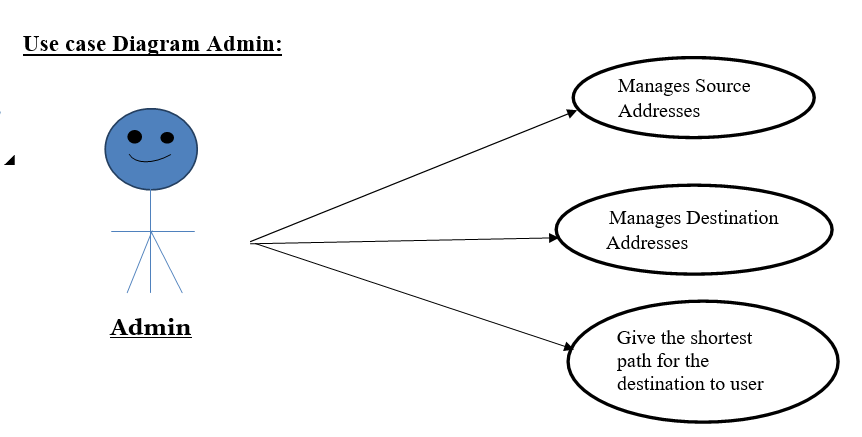 Use case Diagram Admin:
Manages Source
Addresses
Manages Destination
Addresses
Give the shortest
path for the
destination to user
Admin